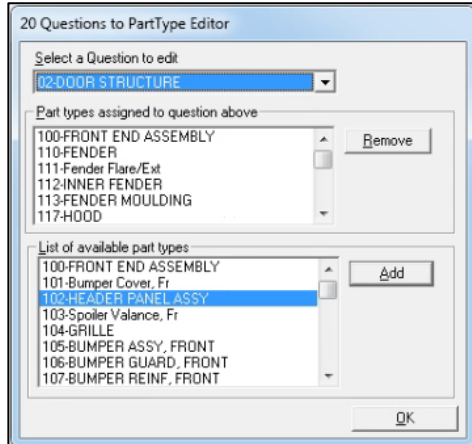 20 Questions to PartType Editor
Select a Question to edit
02-DOOR STRUCTURE
Part types assigned to question above
100-FRONT END ASSEMBLY
110-FENDER
111-Fender Flare/Ext
112-INNER FENDER
113-FENDER MOULDING
117-HOOD
Remove
List of available part types
100-FRONT END ASSEMBLY
101-Bumper Cover, Fr
102-HEADER PANEL ASSY
103-Spoiler Valance, Fr
104-GRILLE
105-BUMPER ASSY, FRONT
106-BUMPER GUARD, FRONT
107-BUMPER REINF, FRONT
Add
OK